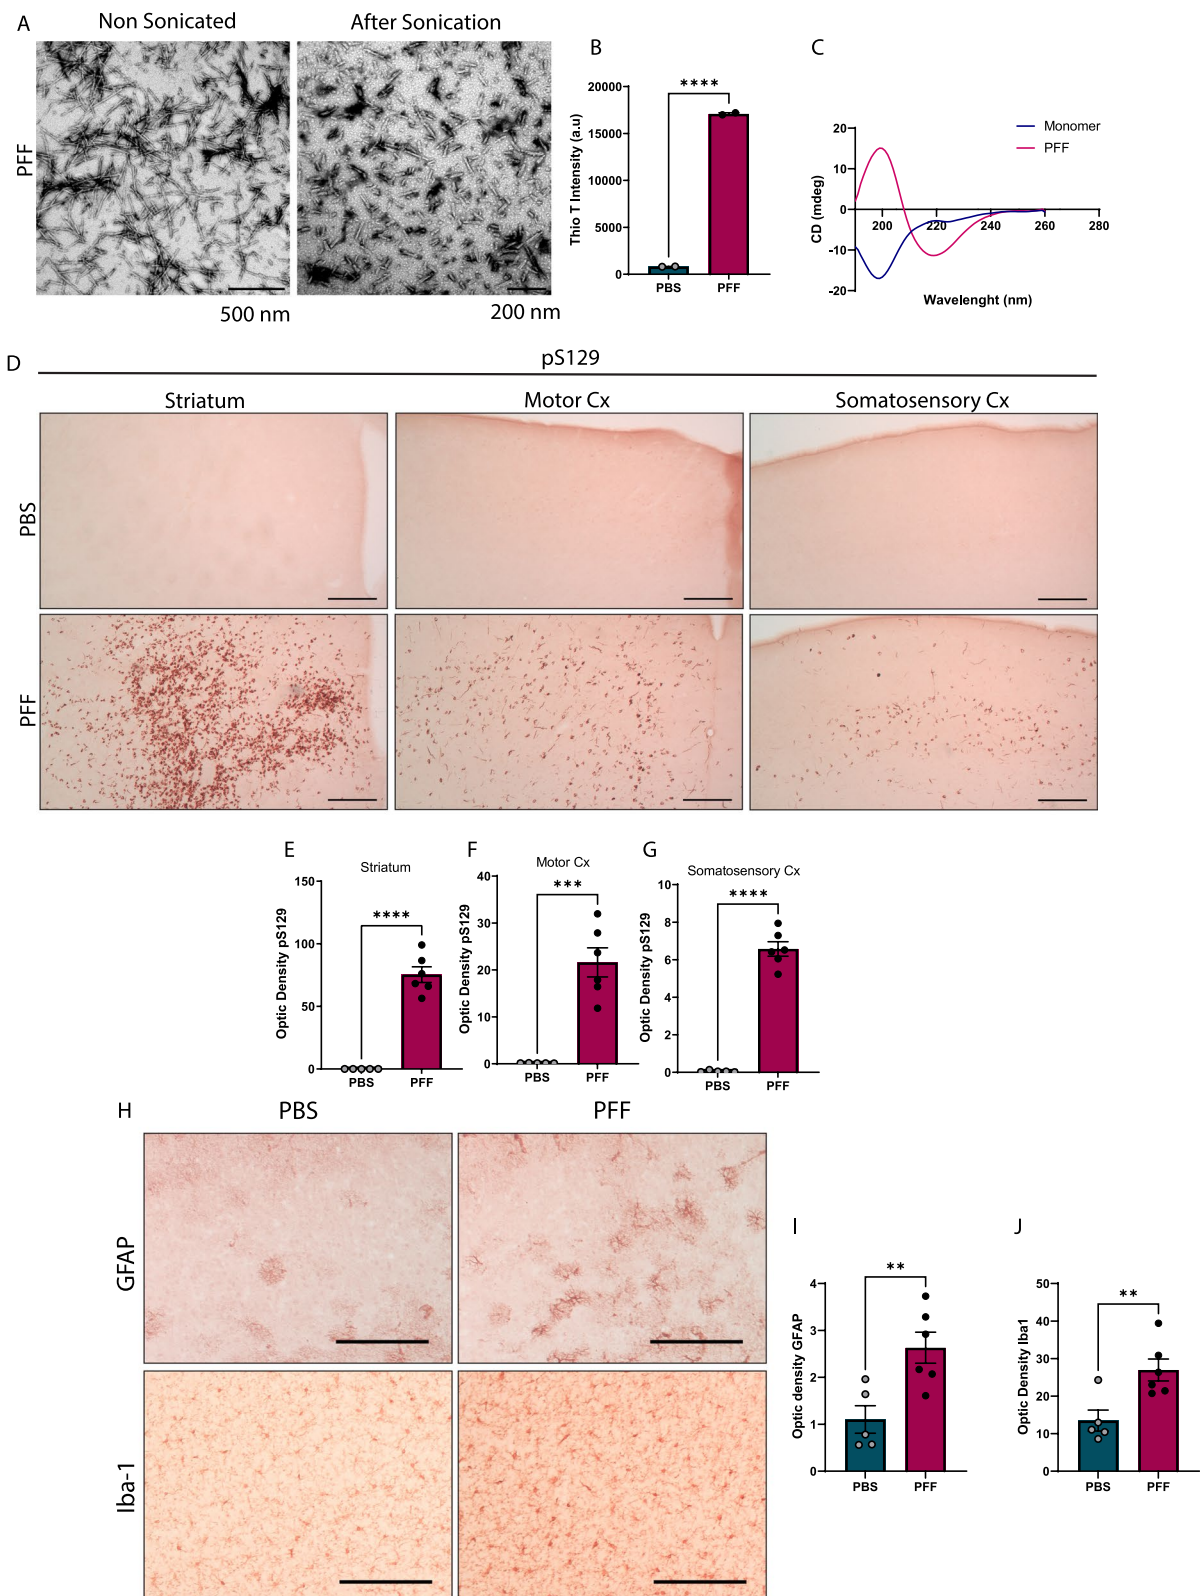 A
Non Sonicated
After Sonication
PFF
500 nm
200 nm
B
****
Thio T Intensity (a.u)
20000
15000
10000
5000
0
PBS
PFF
C
Monomer
PFF
CD (mdeg)
20
10
0
-10
-20
200
220
240
260
280
Wavelenght (nm)
D
pS129
Striatum
Motor Cx
Somatosensory Cx
PBS
PFF
E
Striatum
****
Optic Density pS129
150
100
50
0
PBS
PFF
F
Motor Cx
***
Optic Density pS129
40
30
20
10
0
PBS
PFF
G
Somatosensory Cx
****
Optic Density pS129
10
8
6
4
2
0
PBS
PFF
H
PBS
PFF
GFAP
Iba-1
I
**
Optic density GFAP
4
3
2
1
0
PBS
PFF
J
**
Optic Density Iba1
50
40
30
20
10
0
PBS
PFF